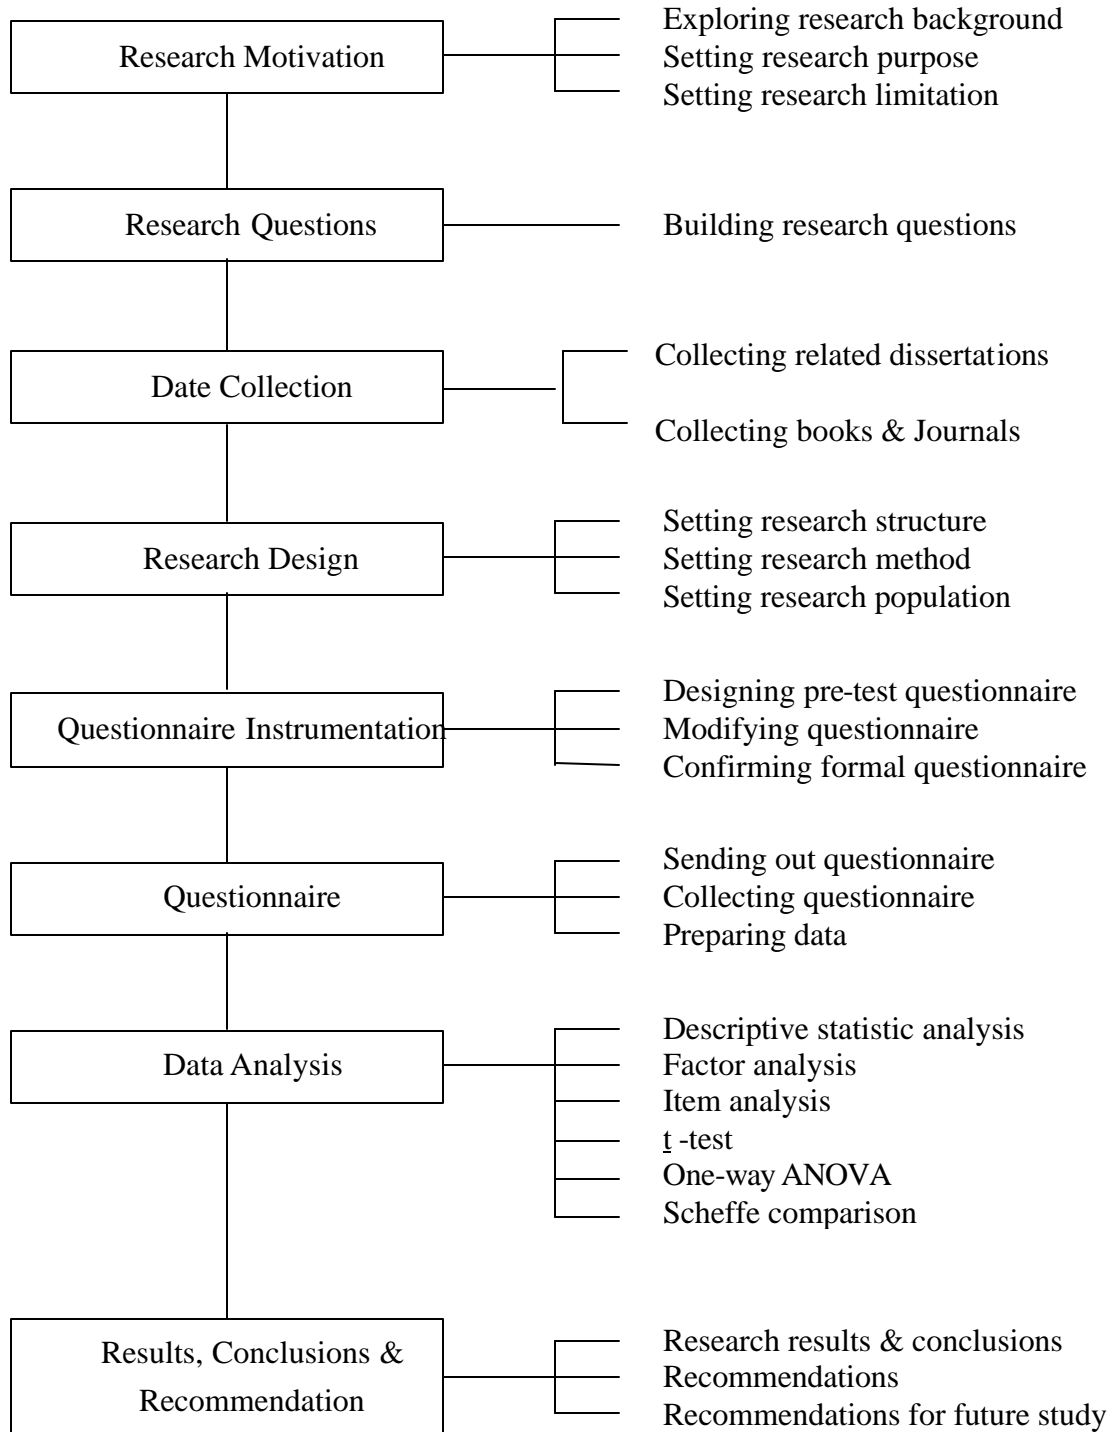 Research Motivation
Exploring research background
Setting research purpose
Setting research limitation
Research Questions
Building research questions
Date Collection
Collecting related dissertations
Collecting books & Journals
Research Design
Setting research structure
Setting research method
Setting research population
Questionnaire Instrumentation
Designing pre-test questionnaire
Modifying questionnaire
Confirming formal questionnaire
Questionnaire
Sending out questionnaire
Collecting questionnaire
Preparing data
Data Analysis
Descriptive statistic analysis
Factor analysis
Item analysis
t -test
One-way ANOVA
Scheffe comparison
Results, Conclusions &
Recommendation
Research results & conclusions
Recommendations
Recommendations for future study